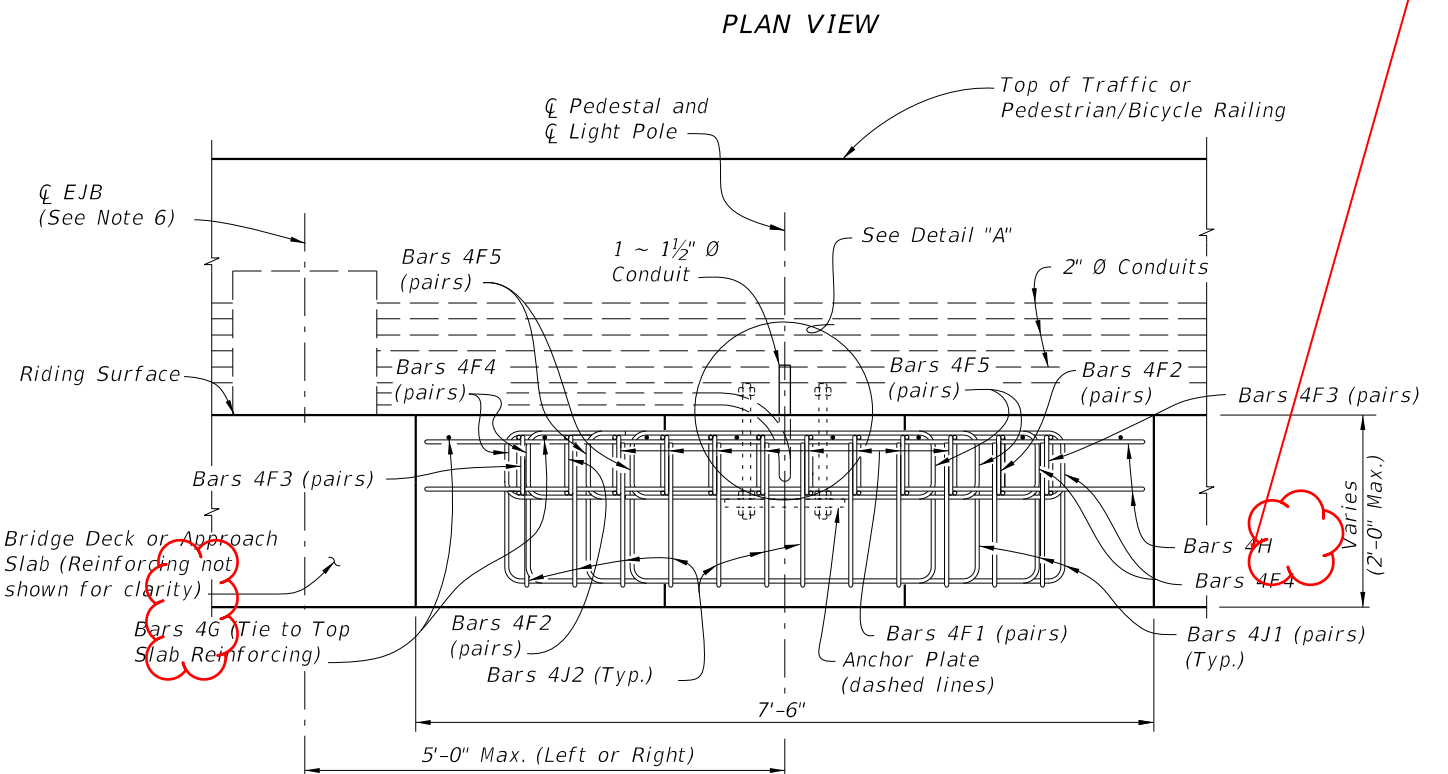 PLAN VIEW
Top of Traffic or
Pedestrian/Bicycle Railing
℄ Pedestal and
℄ Light Pole
℄ EJB
(See Note 6)
See Detail "A"
1 ~ 1½" Ø
Conduit
Bars 4F5
(pairs)
2" Ø Conduits
Riding Surface
Bars 4F4
(pairs)
Bars 4F5
(pairs)
Bars 4F2
(pairs)
Bars 4F3 (pairs)
Bars 4F3 (pairs)
Varies
(2'-0" Max.)
Bridge Deck or Approach
Slab (Reinforcing not
shown for clarity)
Bars 4H
Bars 4F4
Bars 4G (Tie to Top
Slab Reinforcing)
Bars 4F2
(pairs)
Bars 4J2 (Typ.)
Bars 4F1 (pairs)
Anchor Plate
(dashed lines)
Bars 4J1 (pairs)
(Typ.)
7'-6"
5'-0" Max. (Left or Right)